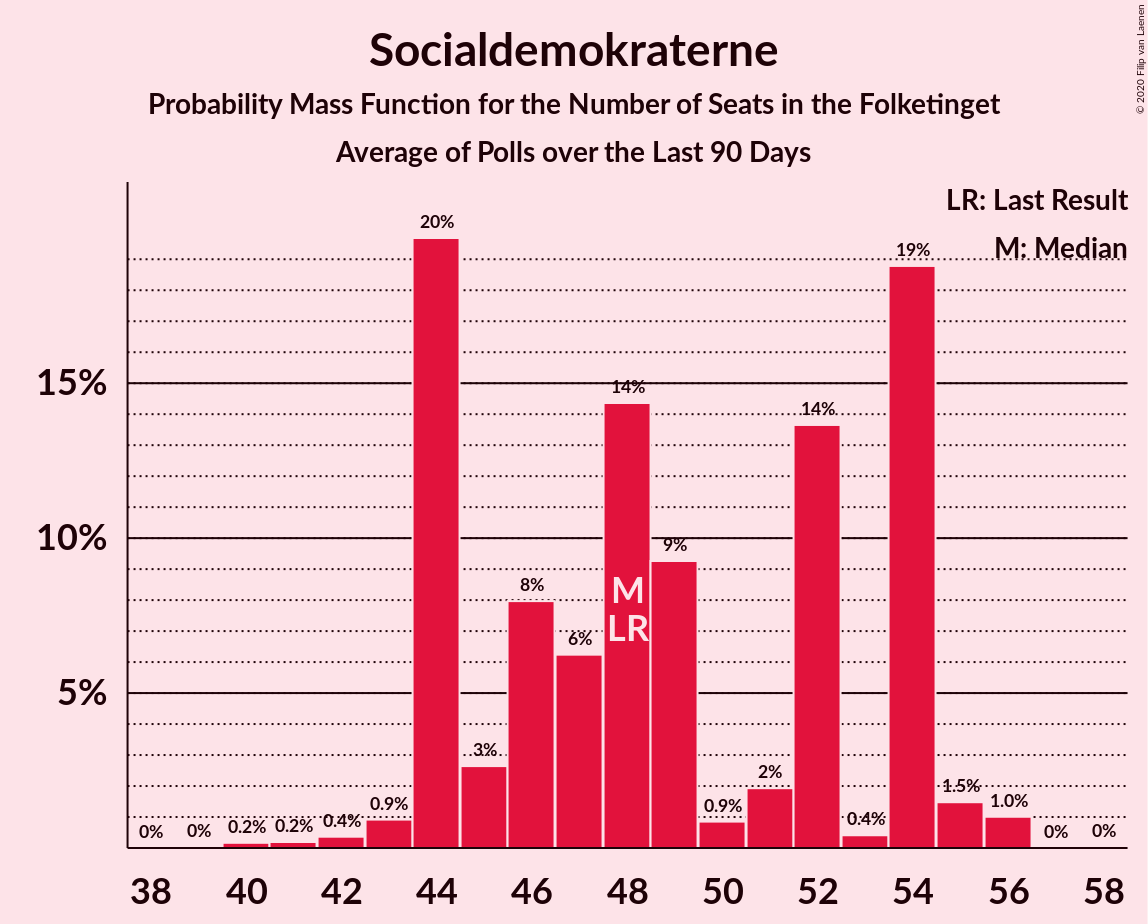 Socialdemokraterne
Probability Mass Function for the Number of Seats in the Folketinget
Average of Polls over the Last 90 Days
© 2020 Filip van Laenen
LR: Last Result
M: Median
15%
10%
5%
0%
0%
0.2%
0.2%
0.4%
0.9%
20%
3%
8%
6%
14%
9%
0.9%
2%
14%
0.4%
19%
1.5%
1.0%
0%
0%
M
LR
38 40 42 44 46 48 50 52 54 56 58